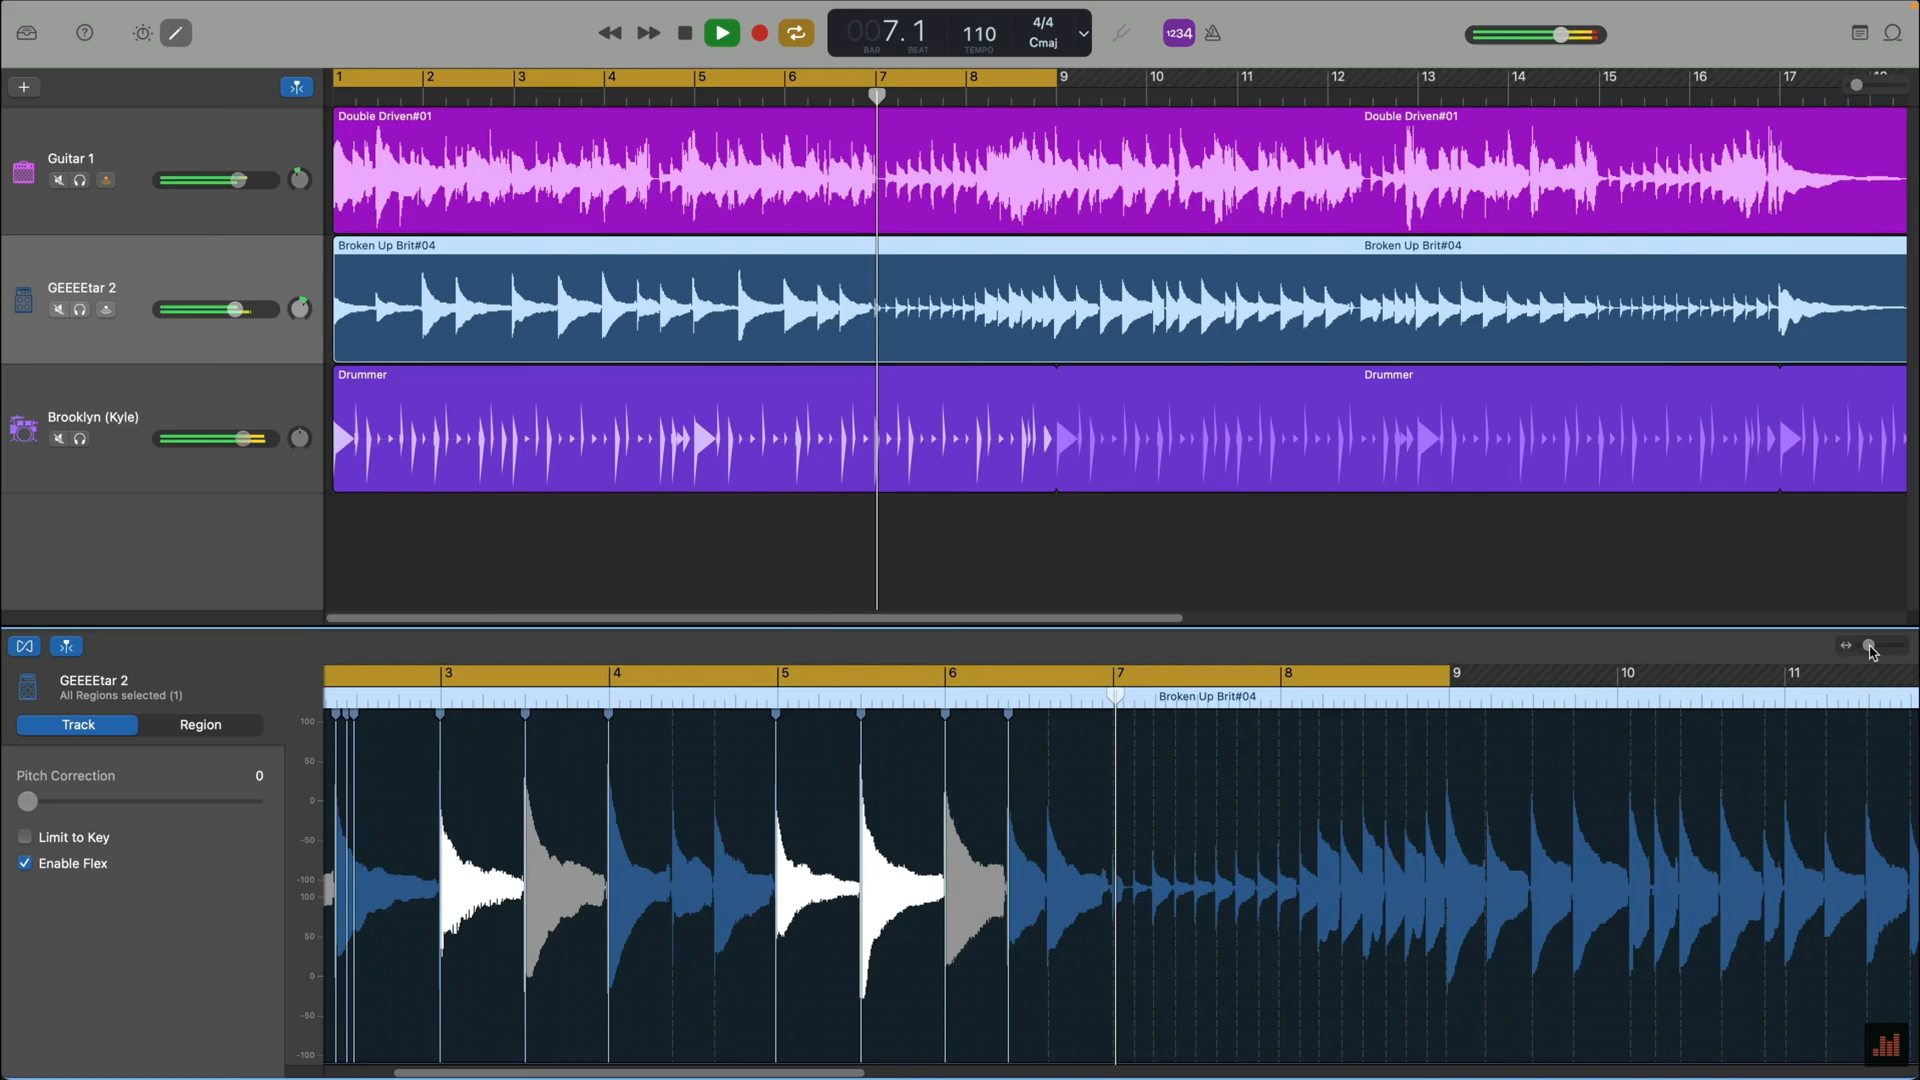 007.1
BAR BEAT
110
TEMPO
4/4
Cmaj
1234
1 2 3 4 5 6 7 8 9 10 11 12 13 14 15 16 17
Double Driven#01 Double Driven#01
Guitar 1
Broken Up Brit#04 Broken Up Brit#04
GEEEEtar 2
Drummer Drummer
Brooklyn (Kyle)
3 4 5 6 7 8 9 10 11
GEEEEtar 2
All Regions selected (1)
Broken Up Brit#04
Track Region
Pitch Correction 0
Limit to Key
Enable Flex
100
50
0
-50
-100
100
50
0
-50
-100